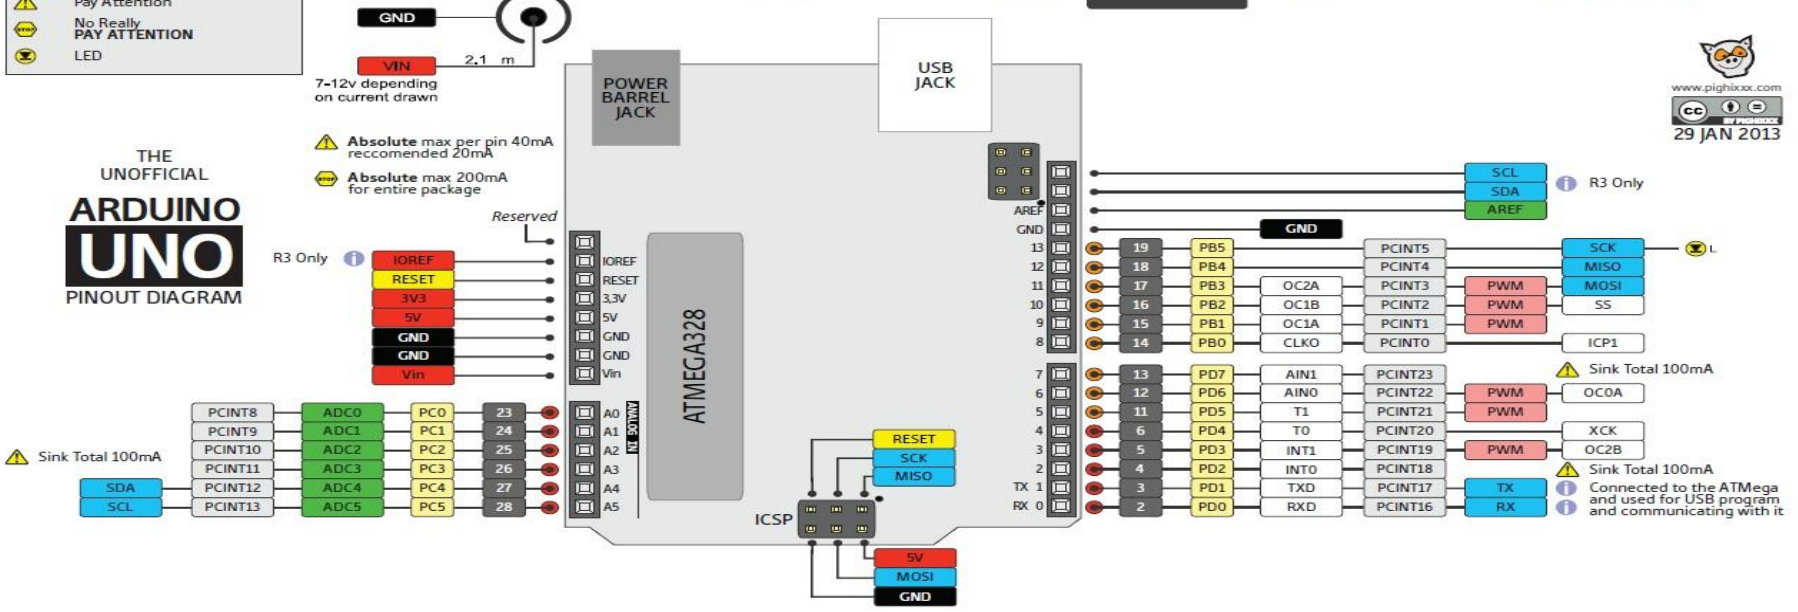 Pay Attention
No Really
PAY ATTENTION
LED
GND
VIN
2.1 m
7-12v depending
on current drawn
Absolute max per pin 40mA
reccomended 20mA
Absolute max 200mA
for entire package
THE
UNOFFICIAL
ARDUINO
UNO
PINOUT DIAGRAM
POWER
BARREL
JACK
USB
JACK
www.pighixxx.com
cc
BY PIGHIXXX
29 JAN 2013
Reserved
R3 Only IOREF IOREF
RESET RESET
3V3 3,3V
5V 5V
GND GND
GND GND
Vin Vin
PCINT8 ADC0 PC0 23 A0
PCINT9 ADC1 PC1 24 A1
PCINT10 ADC2 PC2 25 A2
PCINT11 ADC3 PC3 26 A3
SDA PCINT12 ADC4 PC4 27 A4
SCL PCINT13 ADC5 PC5 28 A5
Sink Total 100mA
ANALOG IN
ATMEGA328
SCL
SDA
R3 Only
AREF AREF
GND GND
13 19 PB5 PCINT5 SCK L
12 18 PB4 PCINT4 MISO
11 17 PB3 OC2A PCINT3 PWM MOSI
10 16 PB2 OC1B PCINT2 PWM SS
9 15 PB1 OC1A PCINT1 PWM
8 14 PB0 CLKO PCINT0 ICP1
Sink Total 100mA
7 13 PD7 AIN1 PCINT23
6 12 PD6 AIN0 PCINT22 PWM OC0A
5 11 PD5 T1 PCINT21 PWM
4 6 PD4 T0 PCINT20 XCK
3 5 PD3 INT1 PCINT19 PWM OC2B
2 4 PD2 INT0 PCINT18
Sink Total 100mA
TX 1 3 PD1 TXD PCINT17 TX
RX 0 2 PD0 RXD PCINT16 RX
Connected to the ATMega
and used for USB program
and communicating with it
RESET
SCK
MISO
ICSP
5V
MOSI
GND